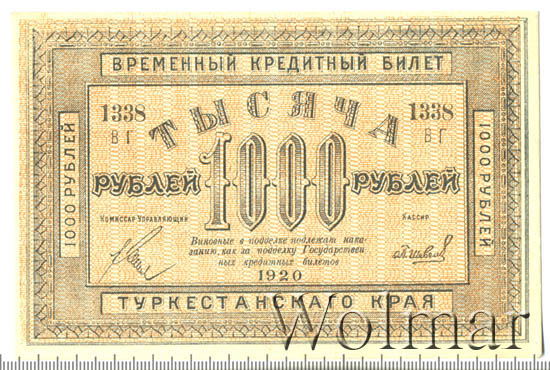 ВРЕМЕННЫЙ КРЕДИТНЫЙ БИЛЕТ
1338 ТЫСЯЧА 1338
ВГ ВГ
1000 РУБЛЕЙ
РУБЛЕЙ 1000 РУБЛЕЙ
1000 РУБЛЕЙ
КОМИССАР УПРАВЛЯЮЩИЙ
КАССИР
Виновные в подделке подлежат нака-
занию, как за подделку Государствен
ных кредитных билетов
1920
ТУРКЕСТАНСКАГО КРАЯ
Wolmar